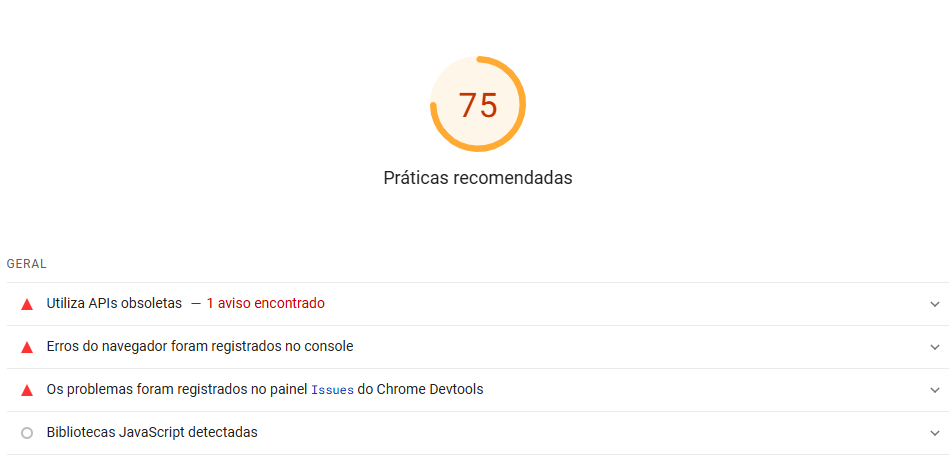 75
Práticas recomendadas
GERAL
Utiliza APIs obsoletas — 1 aviso encontrado
Erros do navegador foram registrados no console
Os problemas foram registrados no painel Issues do Chrome Devtools
Bibliotecas JavaScript detectadas